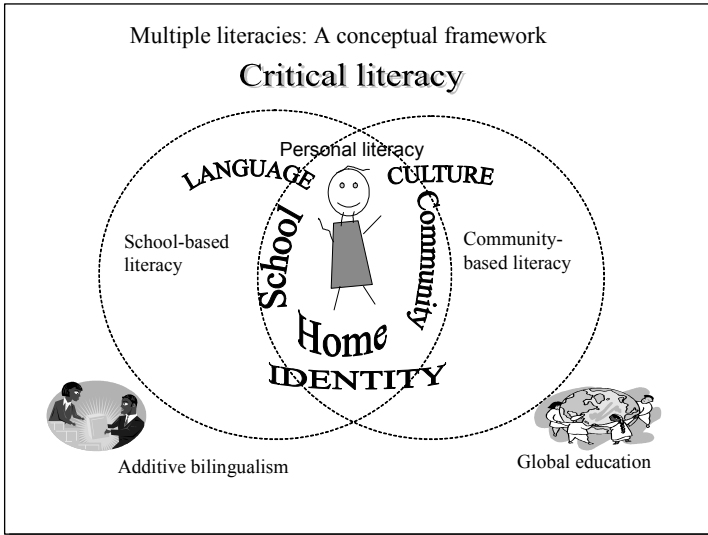 Multiple literacies: A conceptual framework
Critical literacy
Personal literacy
LANGUAGE
CULTURE
School
Community
School-based
literacy
Community-
based literacy
Home
IDENTITY
Additive bilingualism
Global education